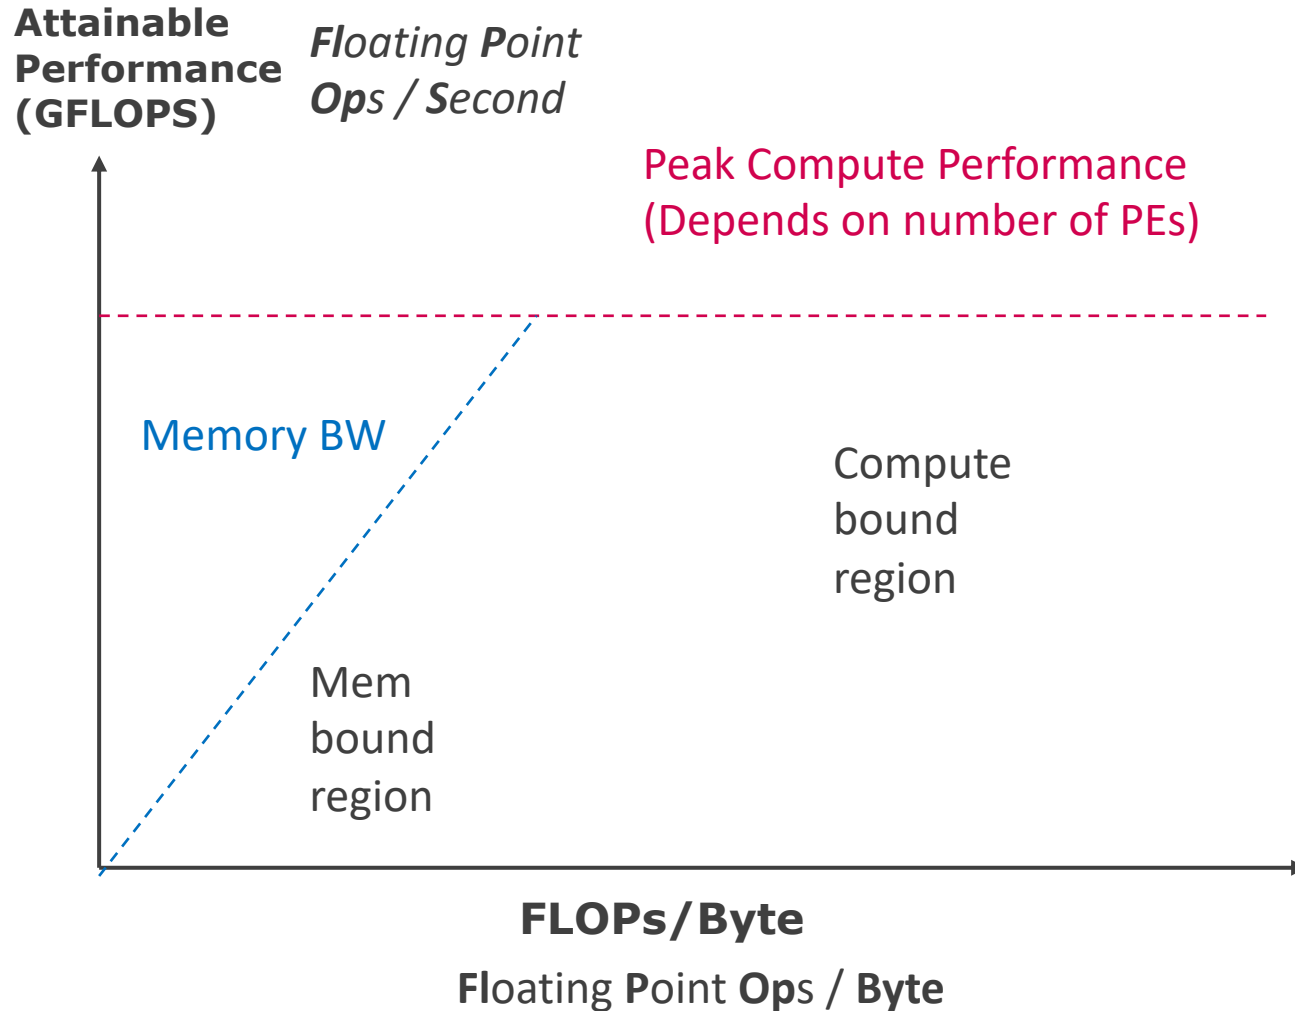 Attainable
Performance
(GFLOPS)
Floating Point
Ops / Second
Peak Compute Performance
(Depends on number of PEs)
Memory BW
Compute
bound
region
Mem
bound
region
FLOPs/Byte
Floating Point Ops / Byte